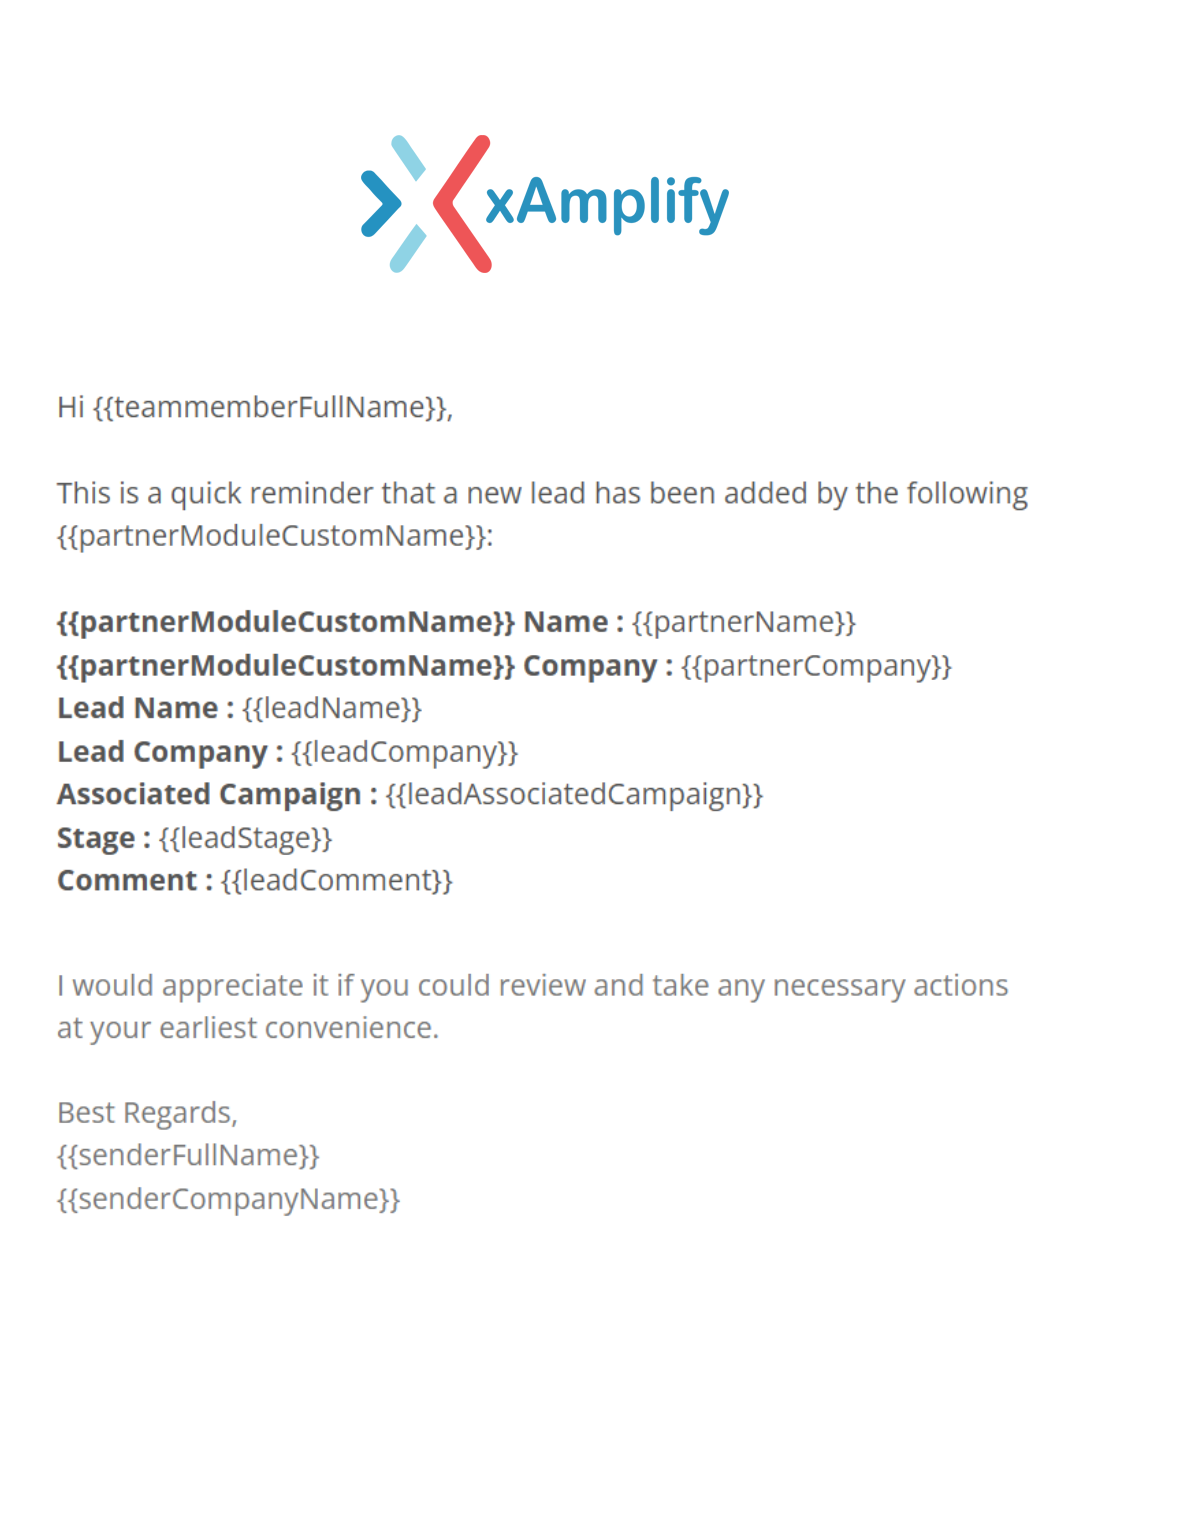 xAmplify
Hi {{teammemberFullName}},
This is a quick reminder that a new lead has been added by the following
{{partnerModuleCustomName}}:
{{partnerModuleCustomName}} Name : {{partnerName}}
{{partnerModuleCustomName}} Company : {{partnerCompany}}
Lead Name : {{leadName}}
Lead Company : {{leadCompany}}
Associated Campaign : {{leadAssociatedCampaign}}
Stage : {{leadStage}}
Comment : {{leadComment}}
I would appreciate it if you could review and take any necessary actions
at your earliest convenience.
Best Regards,
{{senderFullName}}
{{senderCompanyName}}